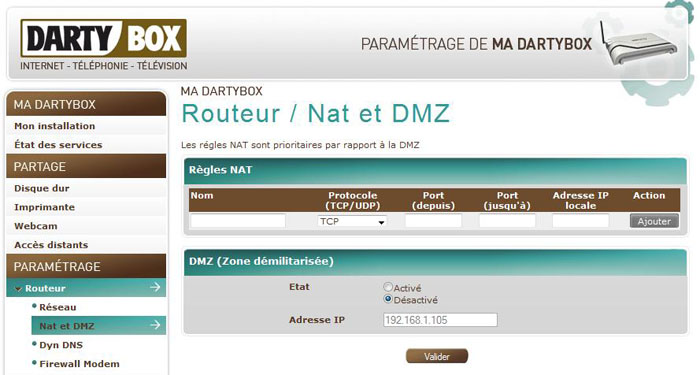 DARTY BOX
INTERNET - TÉLÉPHONIE - TÉLÉVISION
PARAMÉTRAGE DE MA DARTYBOX
MA DARTYBOX
Mon installation
État des services
PARTAGE
Disque dur
Imprimante
Webcam
Accès distants
PARAMÉTRAGE
Routeur
Réseau
Nat et DMZ
Dyn DNS
Firewall Modem
MA DARTYBOX
Routeur / Nat et DMZ
Les régles NAT sont prioritaires par rapport à la DMZ
Règles NAT
Nom Protocole (TCP/UDP) Port (depuis) Port (jusqu'à) Adresse IP locale Action
TCP Ajouter
DMZ (Zone démilitarisée)
Etat Activé
Désactivé
Adresse IP 192.168.1.105
Valider